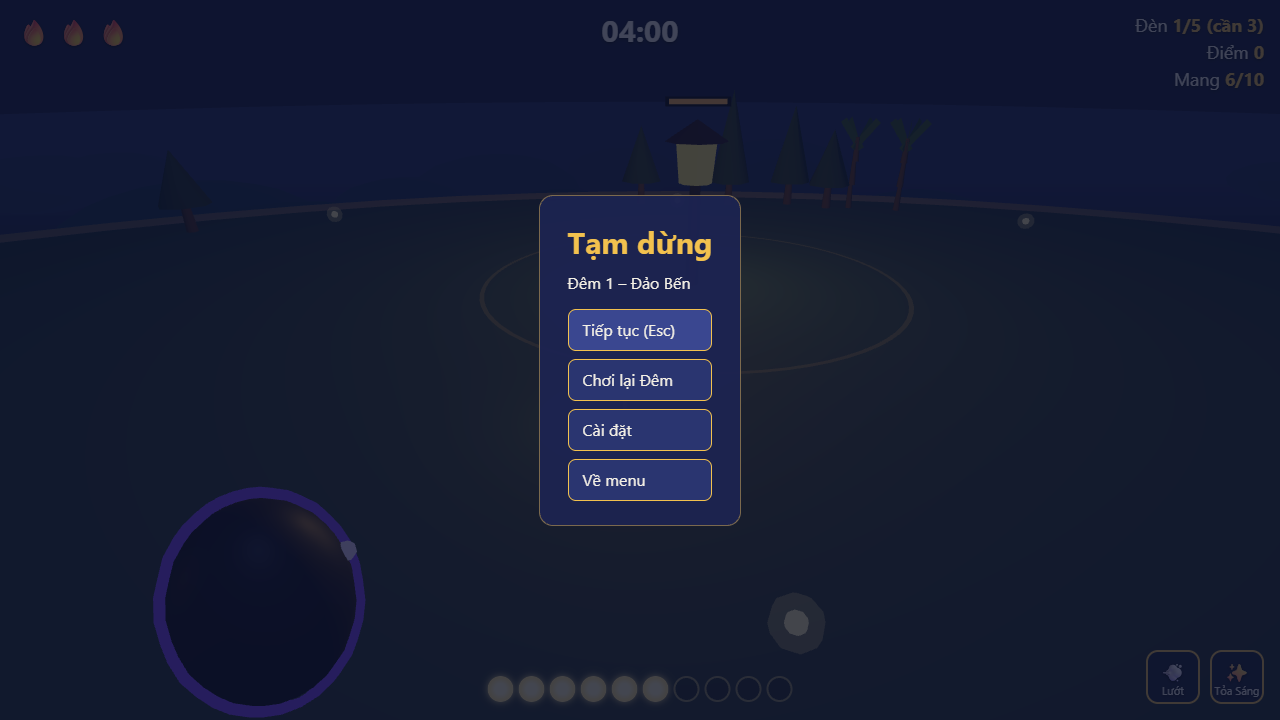 04:00
Đèn 1/5 (cần 3)
Điểm 0
Mang 6/10
Tạm dừng
Đêm 1 – Đảo Bến
Tiếp tục (Esc)
Chơi lại Đêm
Cài đặt
Về menu
Lướt
Tỏa Sáng